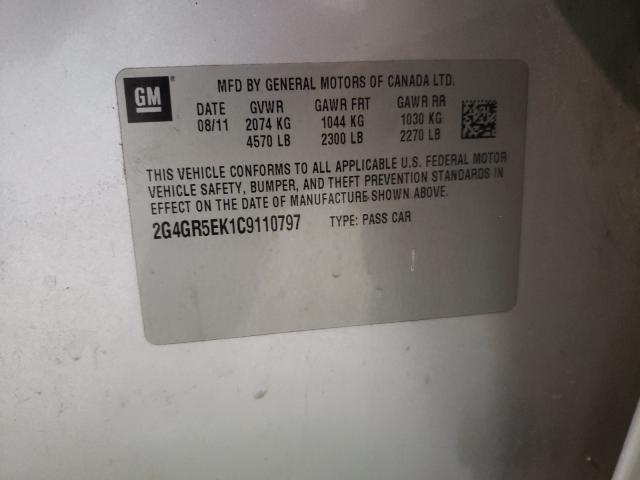 GM
MFD BY GENERAL MOTORS OF CANADA LTD.
DATE GVWR GAWR FRT GAWR RR
08/11 2074 KG 1044 KG 1030 KG
4570 LB 2300 LB 2270 LB
THIS VEHICLE CONFORMS TO ALL APPLICABLE U.S. FEDERAL MOTOR
VEHICLE SAFETY, BUMPER, AND THEFT PREVENTION STANDARDS IN
EFFECT ON THE DATE OF MANUFACTURE SHOWN ABOVE.
2G4GR5EK1C9110797 TYPE: PASS CAR